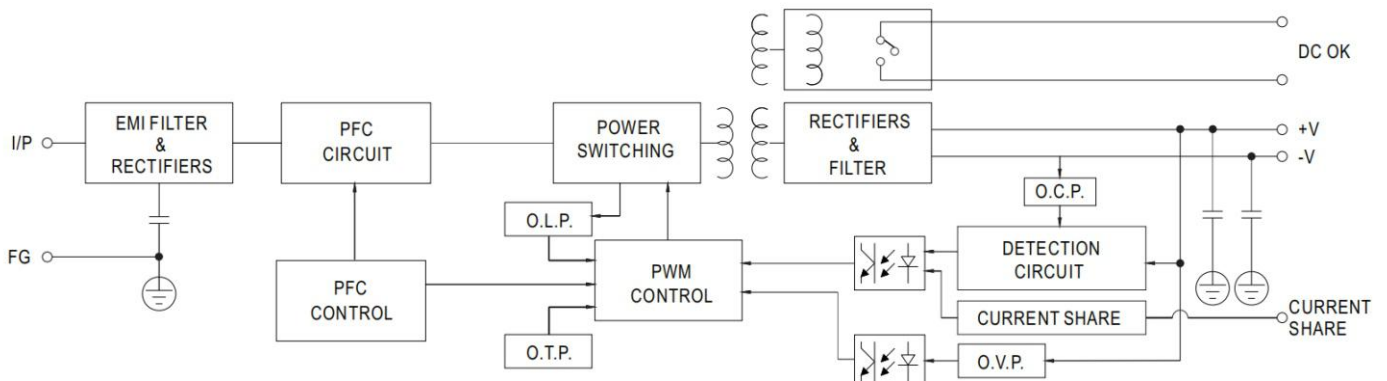 DC OK
I/P
EMI FILTER
&
RECTIFIERS
PFC
CIRCUIT
POWER
SWITCHING
RECTIFIERS
&
FILTER
+V
-V
O.C.P.
O.L.P.
FG
PFC
CONTROL
PWM
CONTROL
DETECTION
CIRCUIT
CURRENT SHARE
CURRENT
SHARE
O.T.P.
O.V.P.